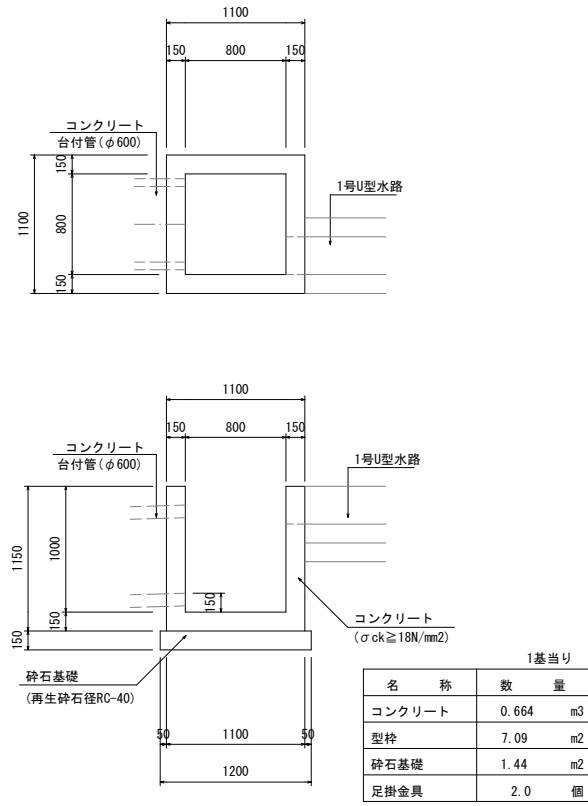 1100
150 800 150
コンクリート
台付管(φ600)
1号U型水路
150
800
1100
150
1100
150 800 150
コンクリート
台付管(φ600)
1号U型水路
1000
1150
150
150
150
コンクリート
(σck≧18N/mm2)
砕石基礎
(再生砕石径RC-40)
50 1100 50
1200
1基当り
名 称 数 量
コンクリート 0.664 m3
型枠 7.09 m2
砕石基礎 1.44 m2
足掛金具 2.0 個